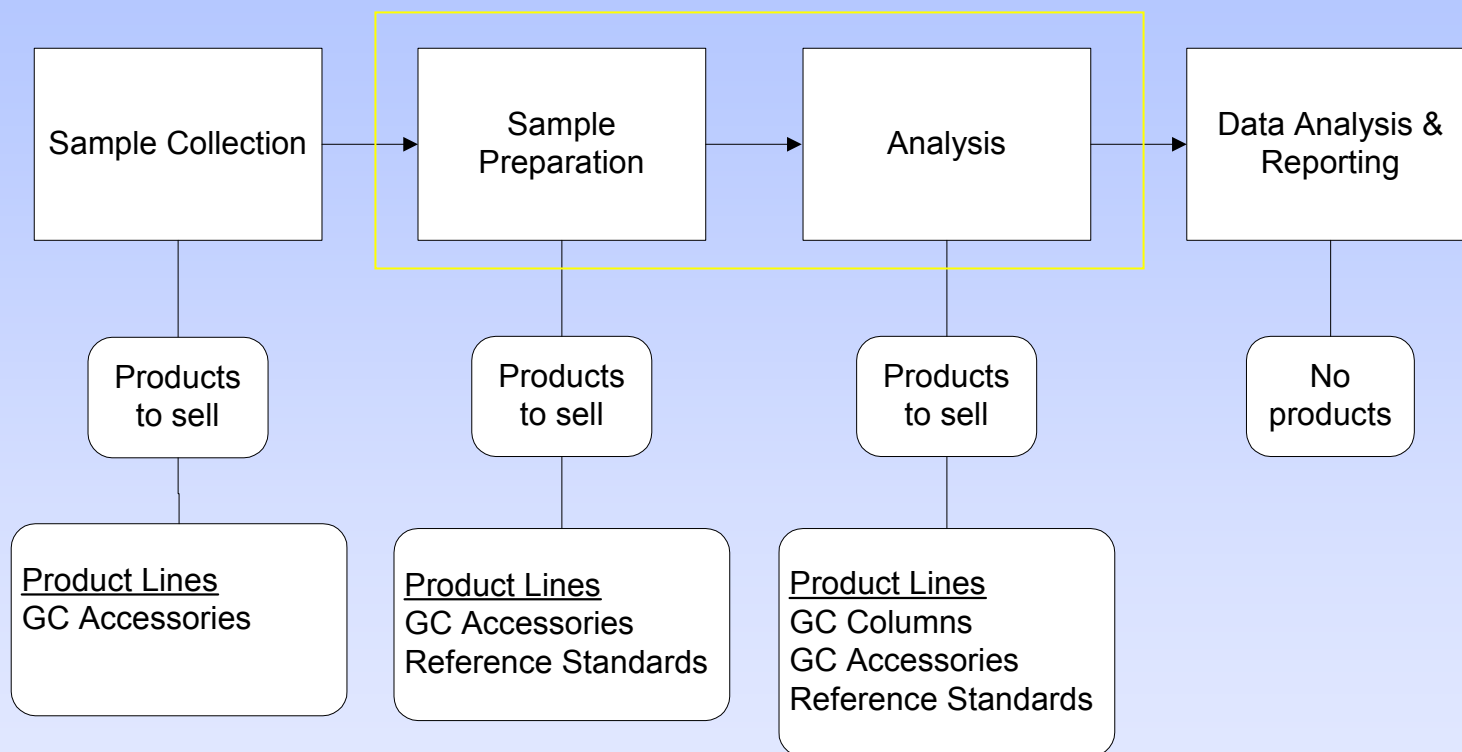 Sample Collection
Sample
Preparation
Analysis
Data Analysis &
Reporting
Products
to sell
Products
to sell
Products
to sell
No
products
Product Lines
GC Accessories
Product Lines
GC Accessories
Reference Standards
Product Lines
GC Columns
GC Accessories
Reference Standards